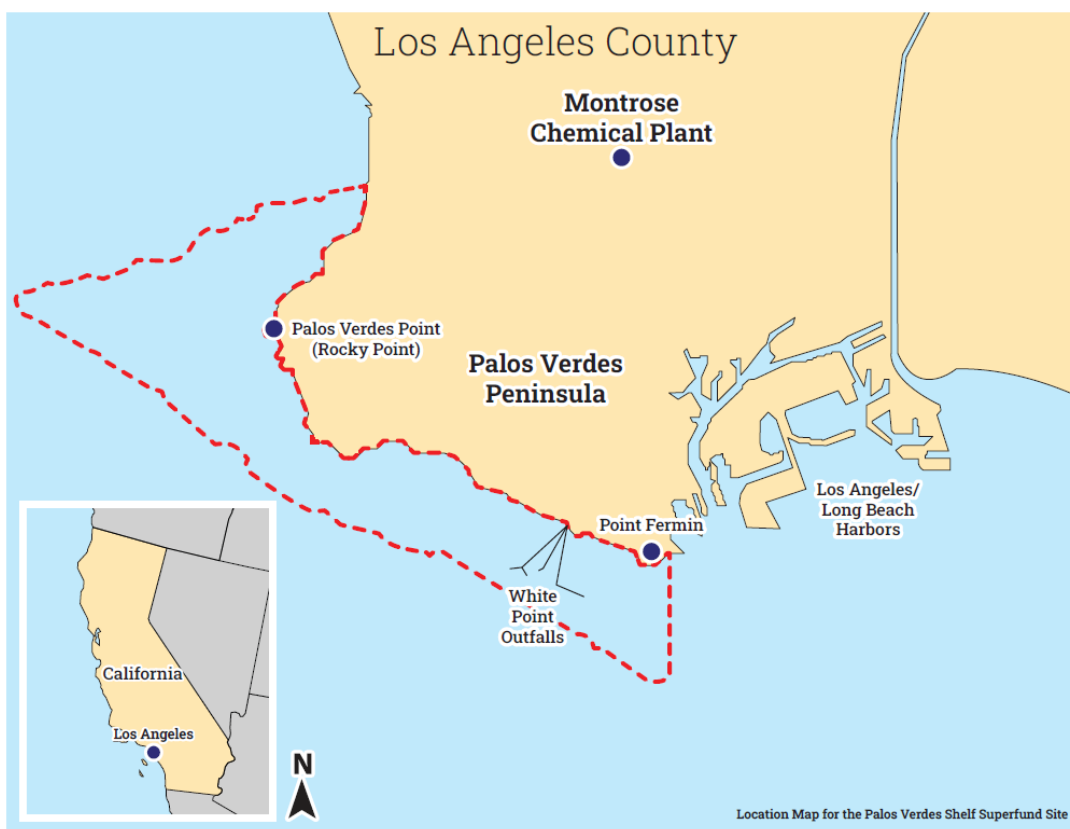 Los Angeles County
Montrose
Chemical Plant
Palos Verdes Point
(Rocky Point)
Palos Verdes
Peninsula
Los Angeles/
Long Beach
Harbors
Point Fermin
White
Point
Outfalls
California
Los Angeles
N
Location Map for the Palos Verdes Shelf Superfund Site